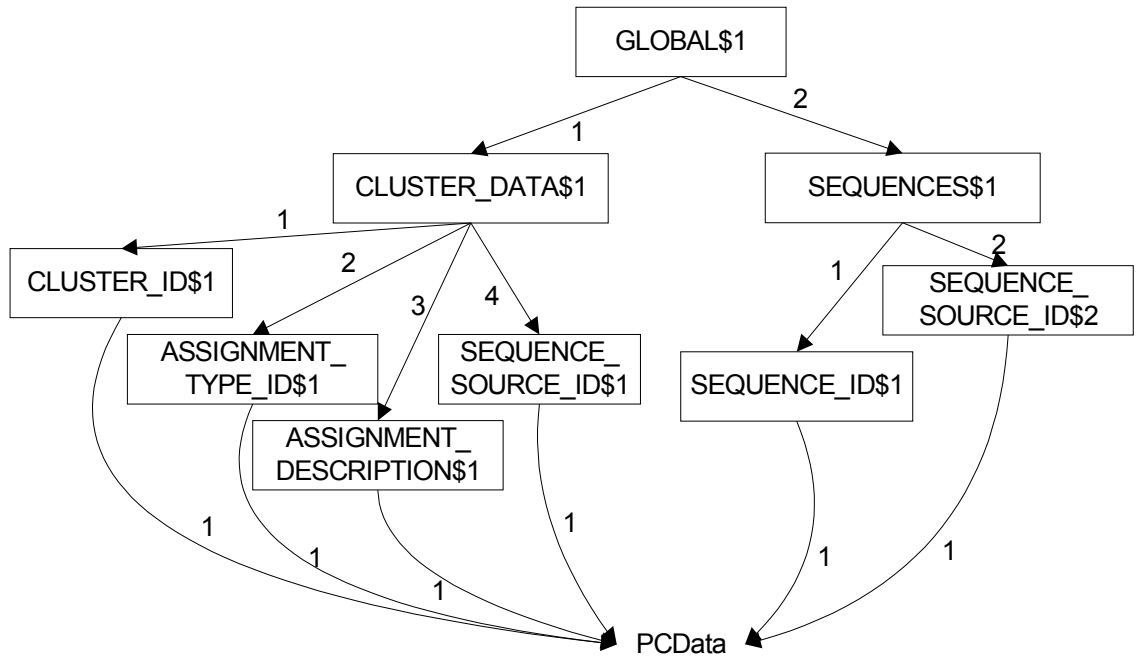 GLOBAL$1
1
2
CLUSTER_DATA$1
SEQUENCES$1
1
2
3
4
1
2
CLUSTER_ID$1
ASSIGNMENT_
TYPE_ID$1
ASSIGNMENT_
DESCRIPTION$1
SEQUENCE_
SOURCE_ID$1
SEQUENCE_ID$1
SEQUENCE_
SOURCE_ID$2
1
1
1
1
1
1
PCData